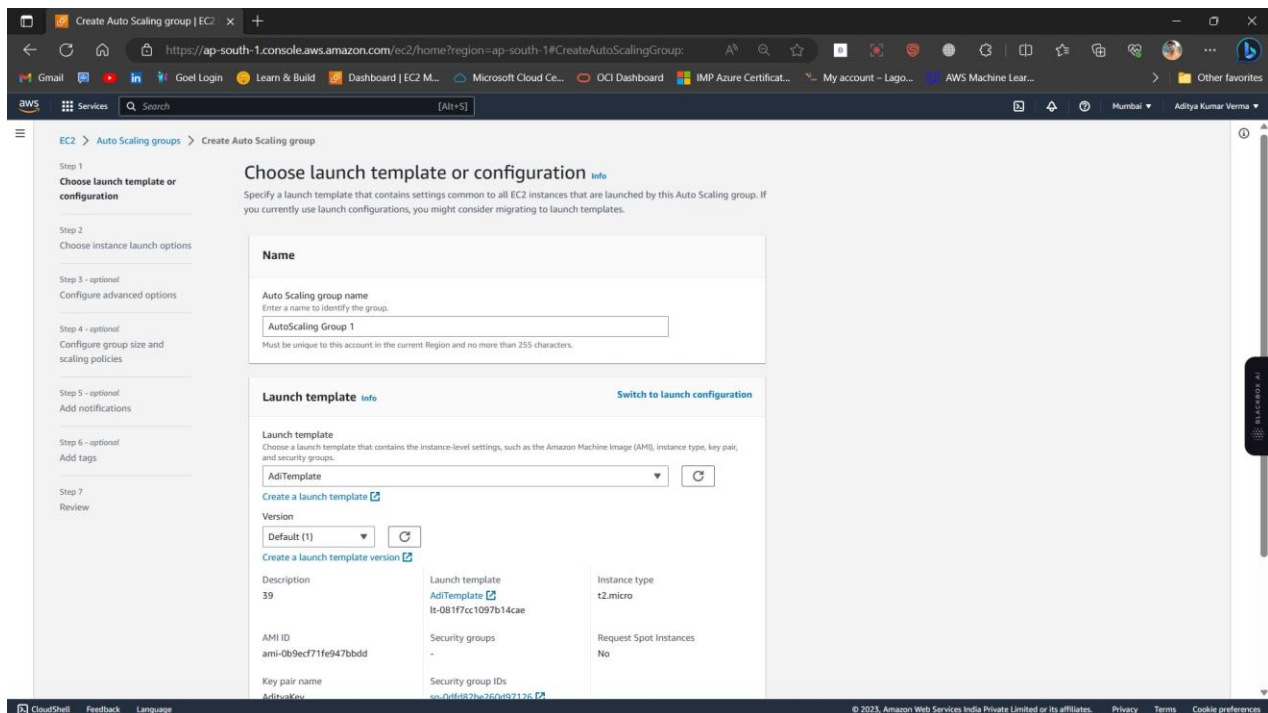 Create Auto Scaling group | EC2
https://ap-south-1.console.aws.amazon.com/ec2/home?region=ap-south-1#CreateAutoScalingGroup:
Gmail
in
Goel Login
Learn & Build
Dashboard | EC2 M...
Microsoft Cloud Ce...
OCI Dashboard
IMP Azure Certificat...
My account – Lago...
AWS Machine Lear...
Other favorites
aws
Services
Search
[Alt+S]
Mumbai
Aditya Kumar Verma
EC2 > Auto Scaling groups > Create Auto Scaling group
Step 1
Choose launch template or
configuration
Step 2
Choose instance launch options
Step 3 - optional
Configure advanced options
Step 4 - optional
Configure group size and
scaling policies
Step 5 - optional
Add notifications
Step 6 - optional
Add tags
Step 7
Review
Choose launch template or configuration Info
Specify a launch template that contains settings common to all EC2 instances that are launched by this Auto Scaling group. If
you currently use launch configurations, you might consider migrating to launch templates.
Name
Auto Scaling group name
Enter a name to identify the group.
AutoScaling Group 1
Must be unique to this account in the current Region and no more than 255 characters.
Launch template Info
Switch to launch configuration
Launch template
Choose a launch template that contains the instance-level settings, such as the Amazon Machine Image (AMI), instance type, key pair,
and security groups.
AdiTemplate
Create a launch template
Version
Default (1)
Create a launch template version
Description
39
Launch template
AdiTemplate
lt-081f7cc1097b14cae
Instance type
t2.micro
AMI ID
ami-0b9ecf71fe947bbdd
Security groups
-
Request Spot Instances
No
Key pair name
AdityaKey
Security group IDs
sg-0dfd82be260d97126
BLACKBOX AI
CloudShell
Feedback
Language
© 2023, Amazon Web Services India Private Limited or its affiliates.
Privacy
Terms
Cookie preferences